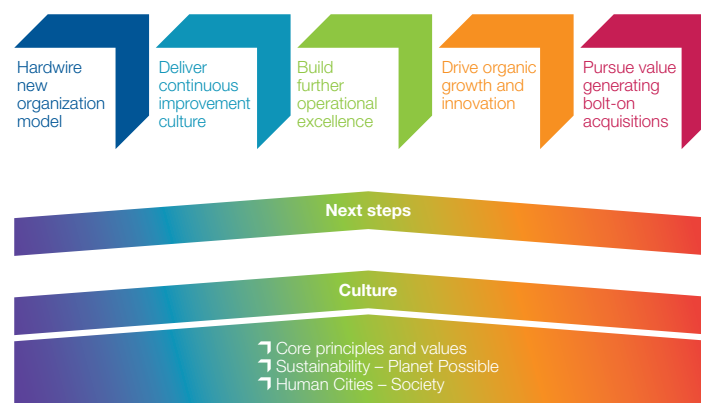 Hardwire
new
organization
model
Deliver
continuous
improvement
culture
Build
further
operational
excellence
Drive organic
growth and
innovation
Pursue value
generating
bolt-on
acquisitions
Next steps
Culture
Core principles and values
Sustainability – Planet Possible
Human Cities – Society